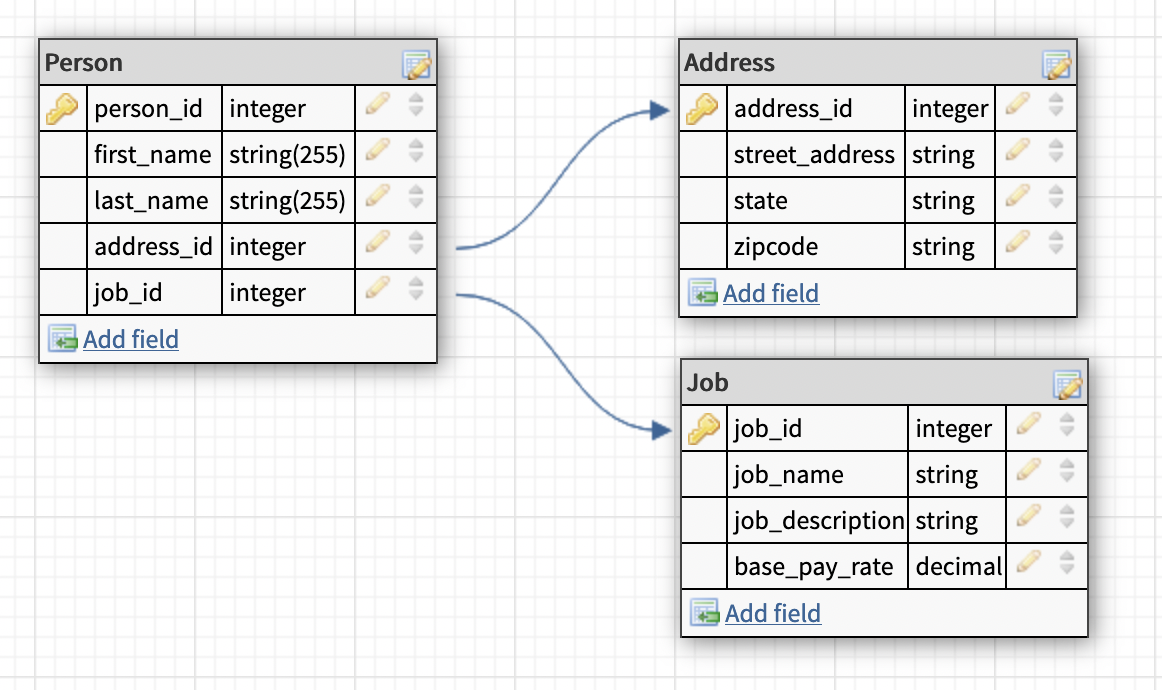 Person
person_id integer
first_name string(255)
last_name string(255)
address_id integer
job_id integer
Add field
Address
address_id integer
street_address string
state string
zipcode string
Add field
Job
job_id integer
job_name string
job_description string
base_pay_rate decimal
Add field